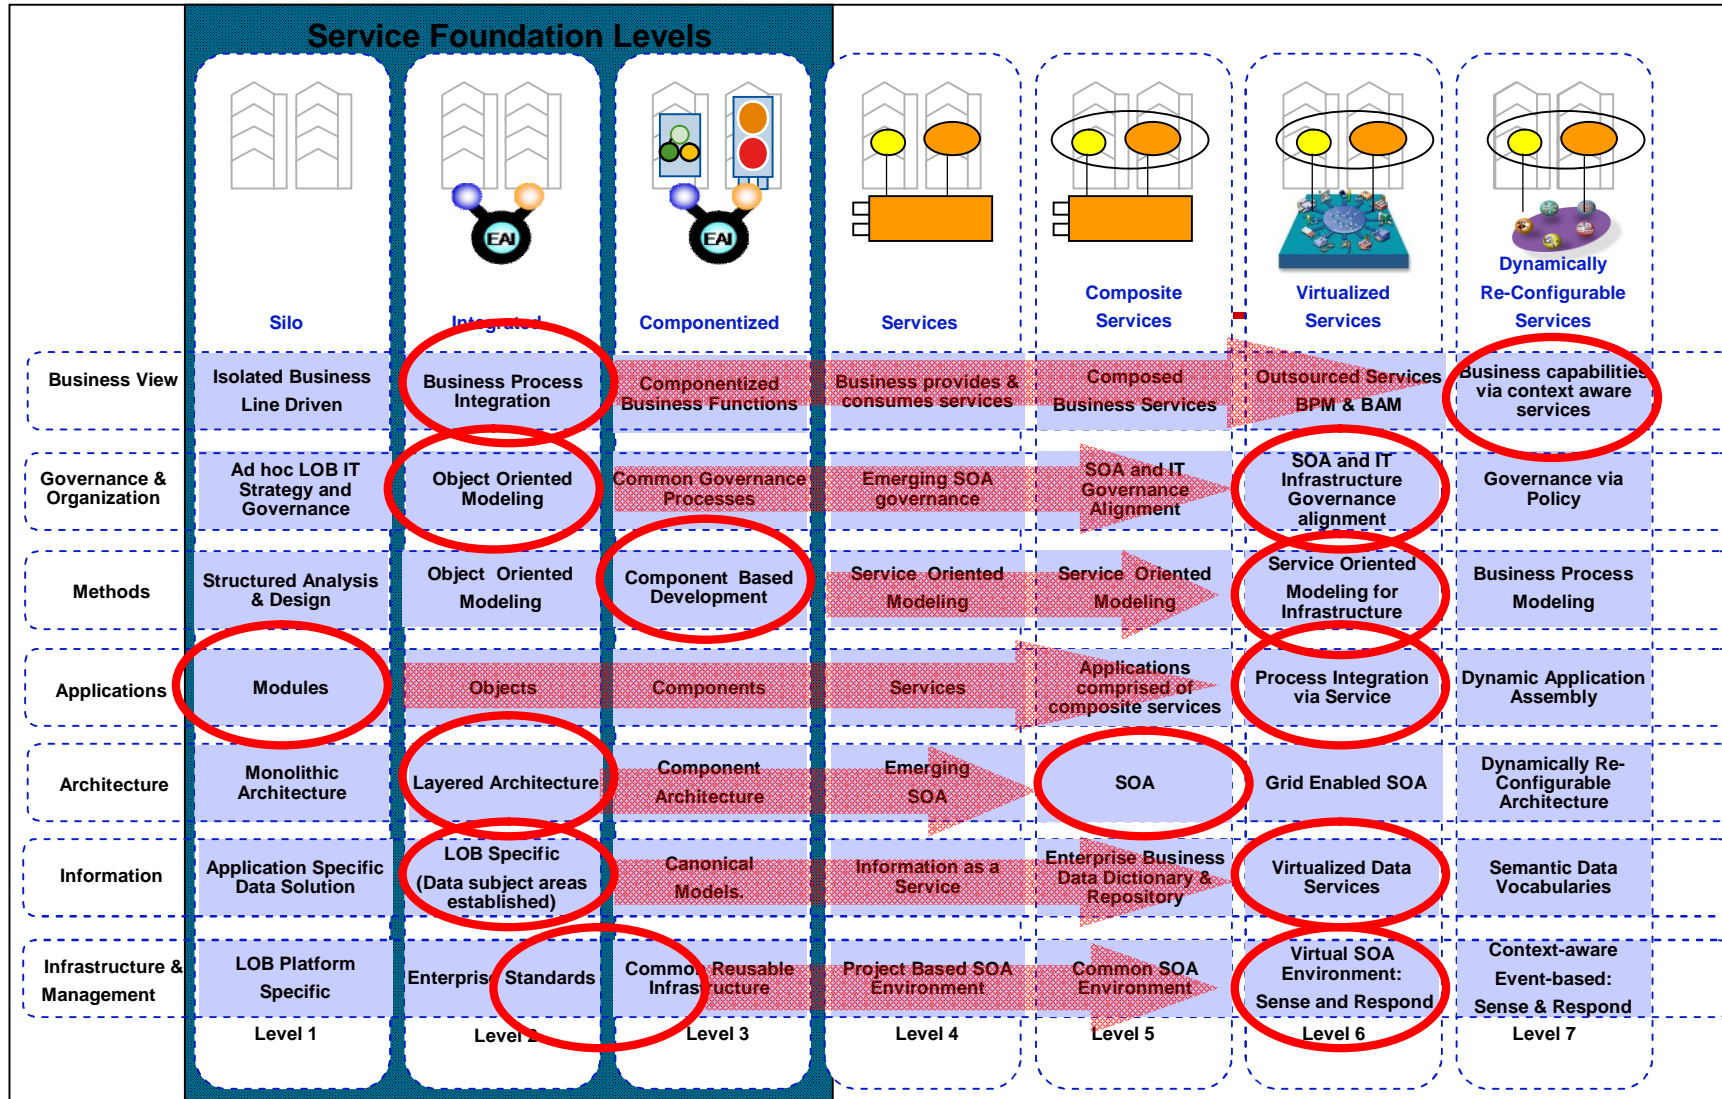 Service Foundation Levels
EAI
EAI
Silo
Integrated
Componentized
Services
Composite
Services
Virtualized
Services
Dynamically
Re-Configurable
Services
Business View
Isolated Business
Line Driven
Business Process
Integration
Componentized
Business Functions
Business provides &
consumes services
Composed
Business Services
Outsourced Services
BPM & BAM
Business capabilities
via context aware
services
Governance &
Organization
Ad hoc LOB IT
Strategy and
Governance
Object Oriented
Modeling
Common Governance
Processes
Emerging SOA
governance
SOA and IT
Governance
Alignment
SOA and IT
Infrastructure
Governance
alignment
Governance via
Policy
Methods
Structured Analysis
& Design
Object Oriented
Modeling
Component Based
Development
Service Oriented
Modeling
Service Oriented
Modeling
Service Oriented
Modeling for
Infrastructure
Business Process
Modeling
Applications
Modules
Objects
Components
Services
Applications
comprised of
composite services
Process Integration
via Service
Dynamic Application
Assembly
Architecture
Monolithic
Architecture
Layered Architecture
Component
Architecture
Emerging
SOA
SOA
Grid Enabled SOA
Dynamically Re-
Configurable
Architecture
Information
Application Specific
Data Solution
LOB Specific
(Data subject areas
established)
Canonical
Models.
Information as a
Service
Enterprise Business
Data Dictionary &
Repository
Virtualized Data
Services
Semantic Data
Vocabularies
Infrastructure &
Management
LOB Platform
Specific
Enterprise Standards
Common Reusable
Infrastructure
Project Based SOA
Environment
Common SOA
Environment
Virtual SOA
Environment:
Sense and Respond
Context-aware
Event-based:
Sense & Respond
Level 1
Level 2
Level 3
Level 4
Level 5
Level 6
Level 7